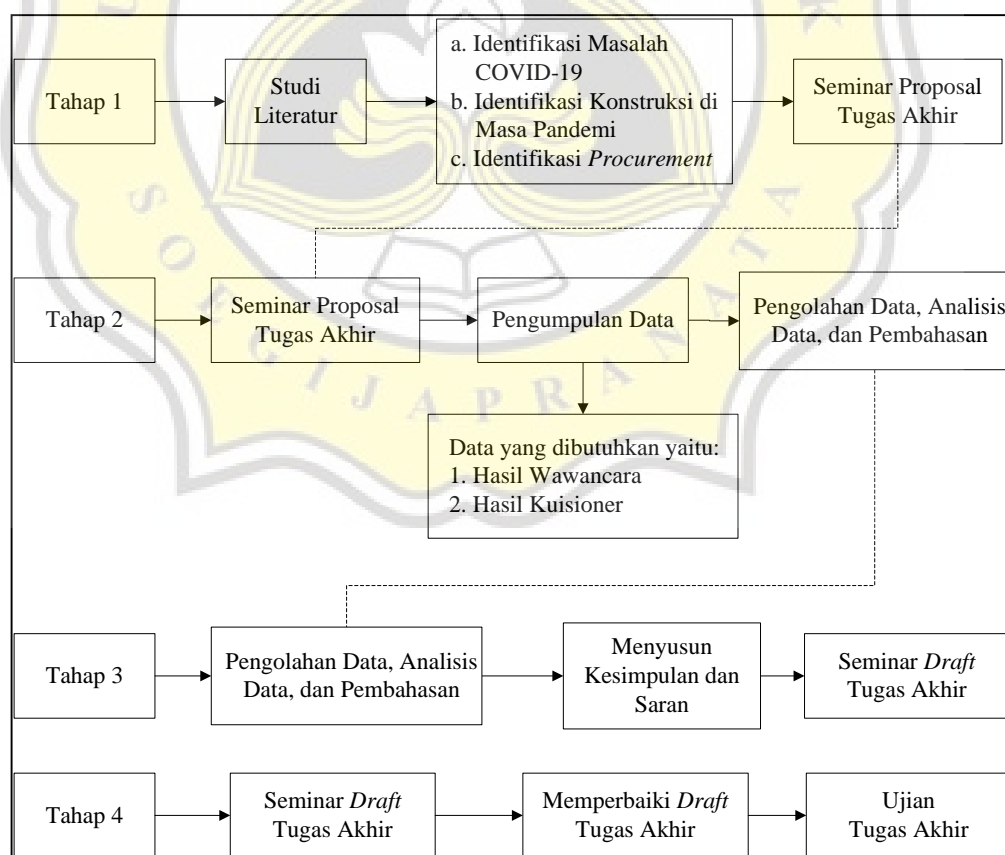 Tahap 1
Studi
Literatur
a. Identifikasi Masalah
COVID-19
b. Identifikasi Konstruksi di
Masa Pandemi
c. Identifikasi Procurement
Seminar Proposal
Tugas Akhir
Tahap 2
Seminar Proposal
Tugas Akhir
Pengumpulan Data
Pengolahan Data, Analisis
Data, dan Pembahasan
Data yang dibutuhkan yaitu:
1. Hasil Wawancara
2. Hasil Kuisioner
Tahap 3
Pengolahan Data, Analisis
Data, dan Pembahasan
Menyusun
Kesimpulan dan
Saran
Seminar Draft
Tugas Akhir
Tahap 4
Seminar Draft
Tugas Akhir
Memperbaiki Draft
Tugas Akhir
Ujian
Tugas Akhir
SOEGIJAPRANATA